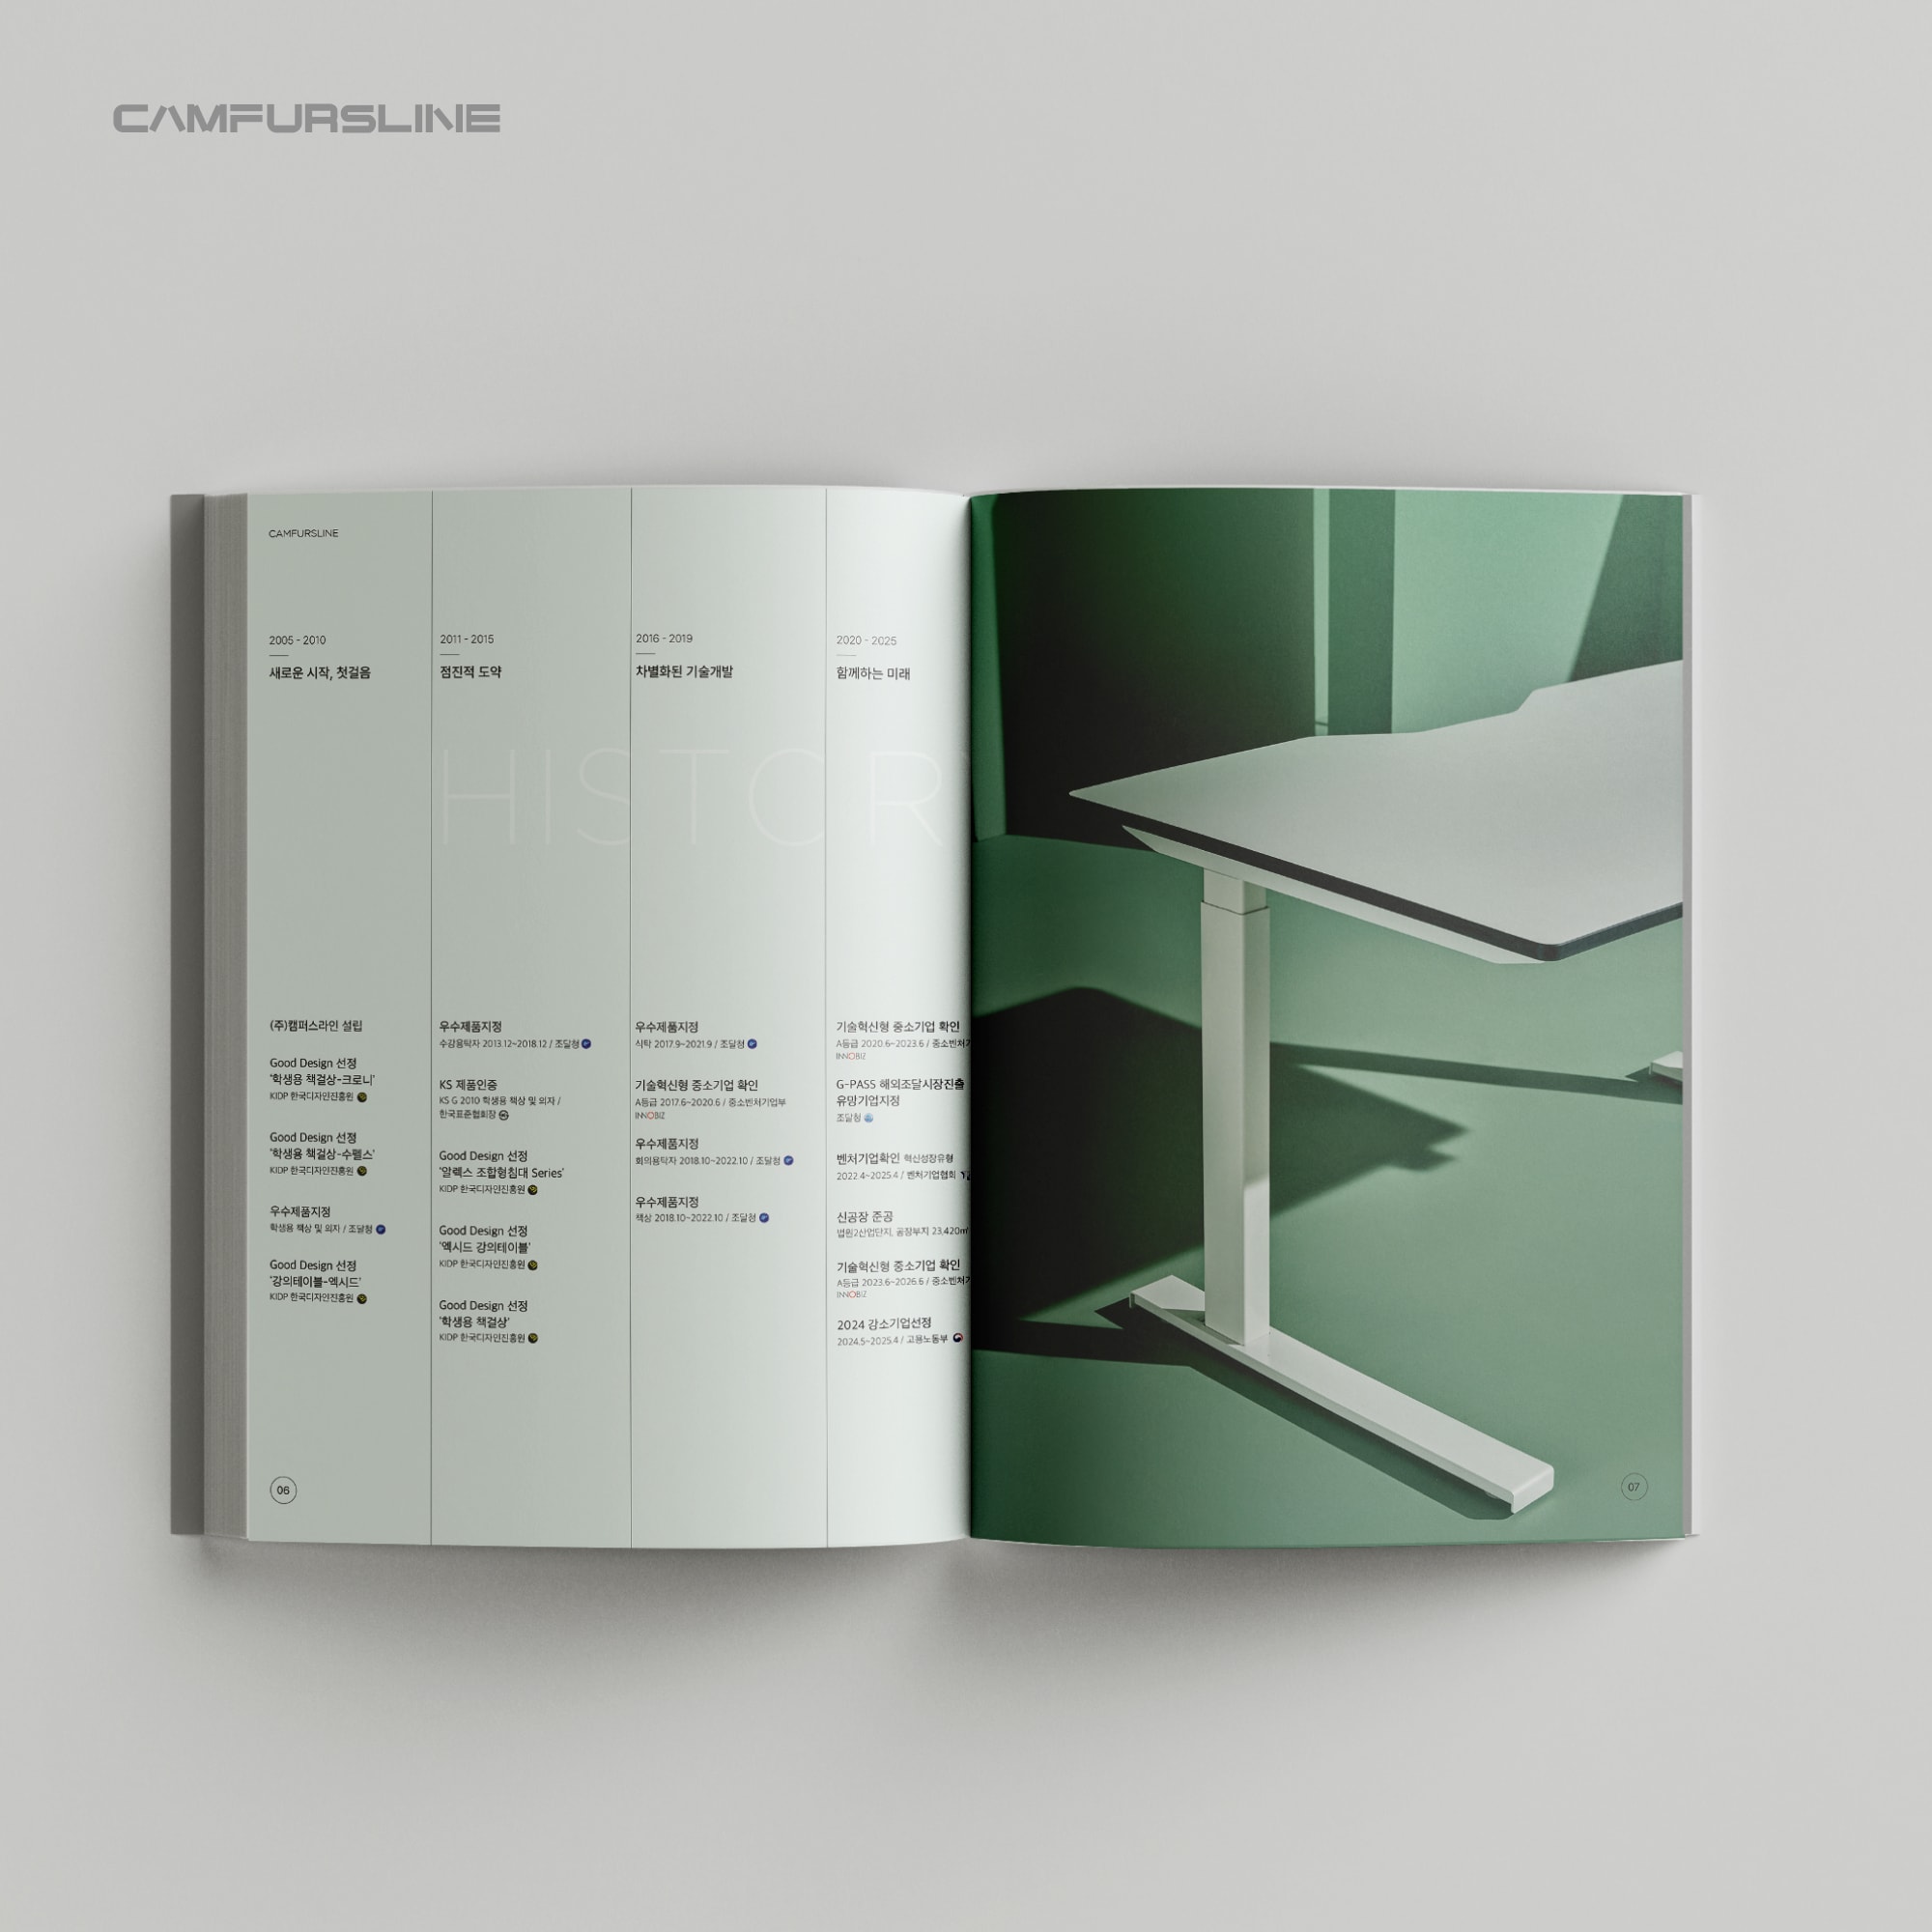 CAMFURSLINE
CAMFURSLINE
2005 - 2010
새로운 시작, 첫걸음
(주)캠퍼스라인 설립
Good Design 선정
'학생용 책걸상-크로니'
KIDP 한국디자인진흥원
Good Design 선정
'학생용 책걸상-수펠스'
KIDP 한국디자인진흥원
우수제품지정
학생용 책상 및 의자 / 조달청
Good Design 선정
'강의테이블-엑시드'
KIDP 한국디자인진흥원
2011 - 2015
점진적 도약
우수제품지정
수강용탁자 2013.12~2018.12 / 조달청
KS 제품인증
KS G 2010 학생용 책상 및 의자 /
한국표준협회장
Good Design 선정
'알렉스 조합형침대 Series'
KIDP 한국디자인진흥원
Good Design 선정
'엑시드 강의테이블'
KIDP 한국디자인진흥원
Good Design 선정
'학생용 책걸상'
KIDP 한국디자인진흥원
2016 - 2019
차별화된 기술개발
우수제품지정
식탁 2017.9~2021.9 / 조달청
기술혁신형 중소기업 확인
A등급 2017.6~2020.6 / 중소벤처기업부
INNOBIZ
우수제품지정
회의용탁자 2018.10~2022.10 / 조달청
우수제품지정
책상 2018.10~2022.10 / 조달청
2020 - 2025
함께하는 미래
기술혁신형 중소기업 확인
A등급 2020.6~2023.6 / 중소벤처기
INNOBIZ
G-PASS 해외조달시장진출
유망기업지정
조달청
벤처기업확인 혁신성장유형
2022.4~2025.4 / 벤처기업협회
신공장 준공
법원2산업단지, 공장부지 23,420㎡
기술혁신형 중소기업 확인
A등급 2023.6~2026.6 / 중소벤처기
INNOBIZ
2024 강소기업선정
2024.5~2025.4 / 고용노동부
HISTOR
06
07